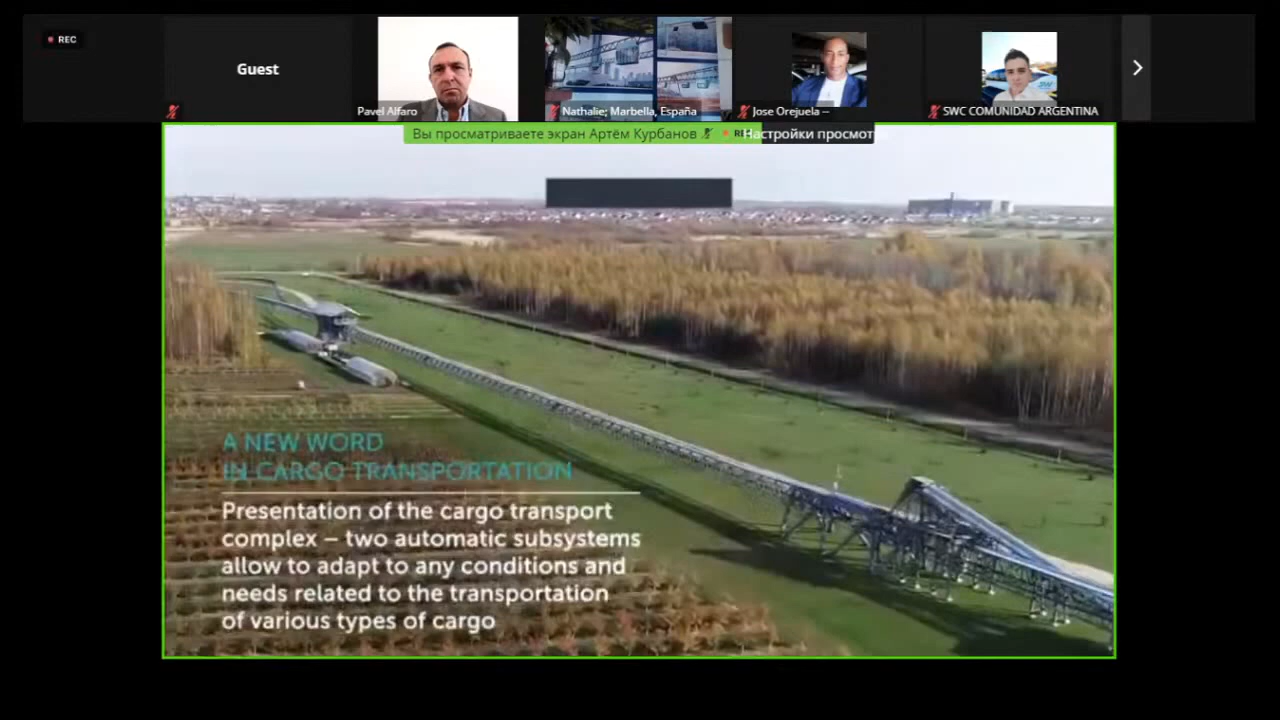 REC
Guest
Pavel Alfaro
Nathalie; Marbella, España
Jose Orejuela –
SWC COMUNIDAD ARGENTINA
Вы просматриваете экран Артём Курбанов
Настройки просмот
A NEW WORD
IN CARGO TRANSPORTATION
Presentation of the cargo transport
complex – two automatic subsystems
allow to adapt to any conditions and
needs related to the transportation
of various types of cargo